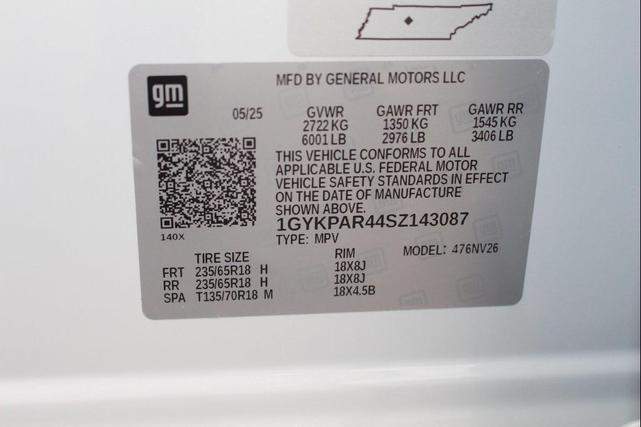 gm
MFD BY GENERAL MOTORS LLC
05/25 GVWR GAWR FRT GAWR RR
2722 KG 1350 KG 1545 KG
6001 LB 2976 LB 3406 LB
THIS VEHICLE CONFORMS TO ALL
APPLICABLE U.S. FEDERAL MOTOR
VEHICLE SAFETY STANDARDS IN EFFECT
ON THE DATE OF MANUFACTURE
SHOWN ABOVE.
1GYKPAR44SZ143087
140X
TYPE: MPV MODEL: 476NV26
TIRE SIZE RIM
FRT 235/65R18 H 18X8J
RR 235/65R18 H 18X8J
SPA T135/70R18 M 18X4.5B